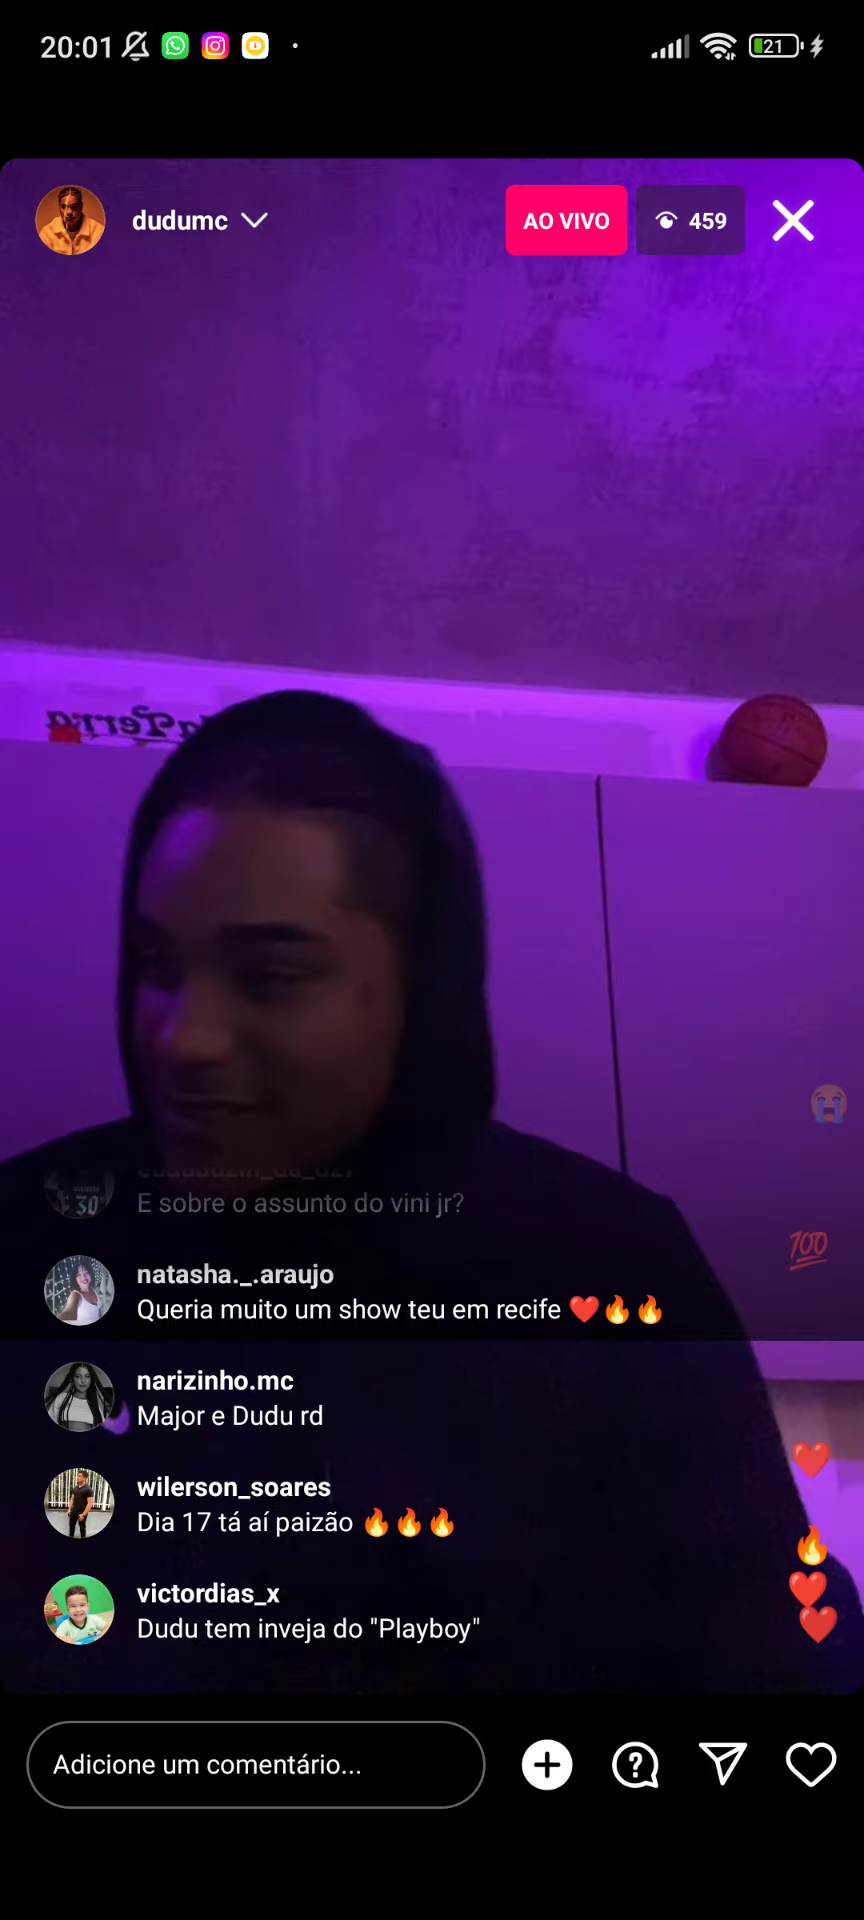 20:01
21
dudumc
AO VIVO
459
daTerra
E sobre o assunto do vini jr?
natasha._.araujo
Queria muito um show teu em recife ❤️🔥🔥
narizinho.mc
Major e Dudu rd
wilerson_soares
Dia 17 tá aí paizão 🔥🔥🔥
victordias_x
Dudu tem inveja do "Playboy"
Adicione um comentário...